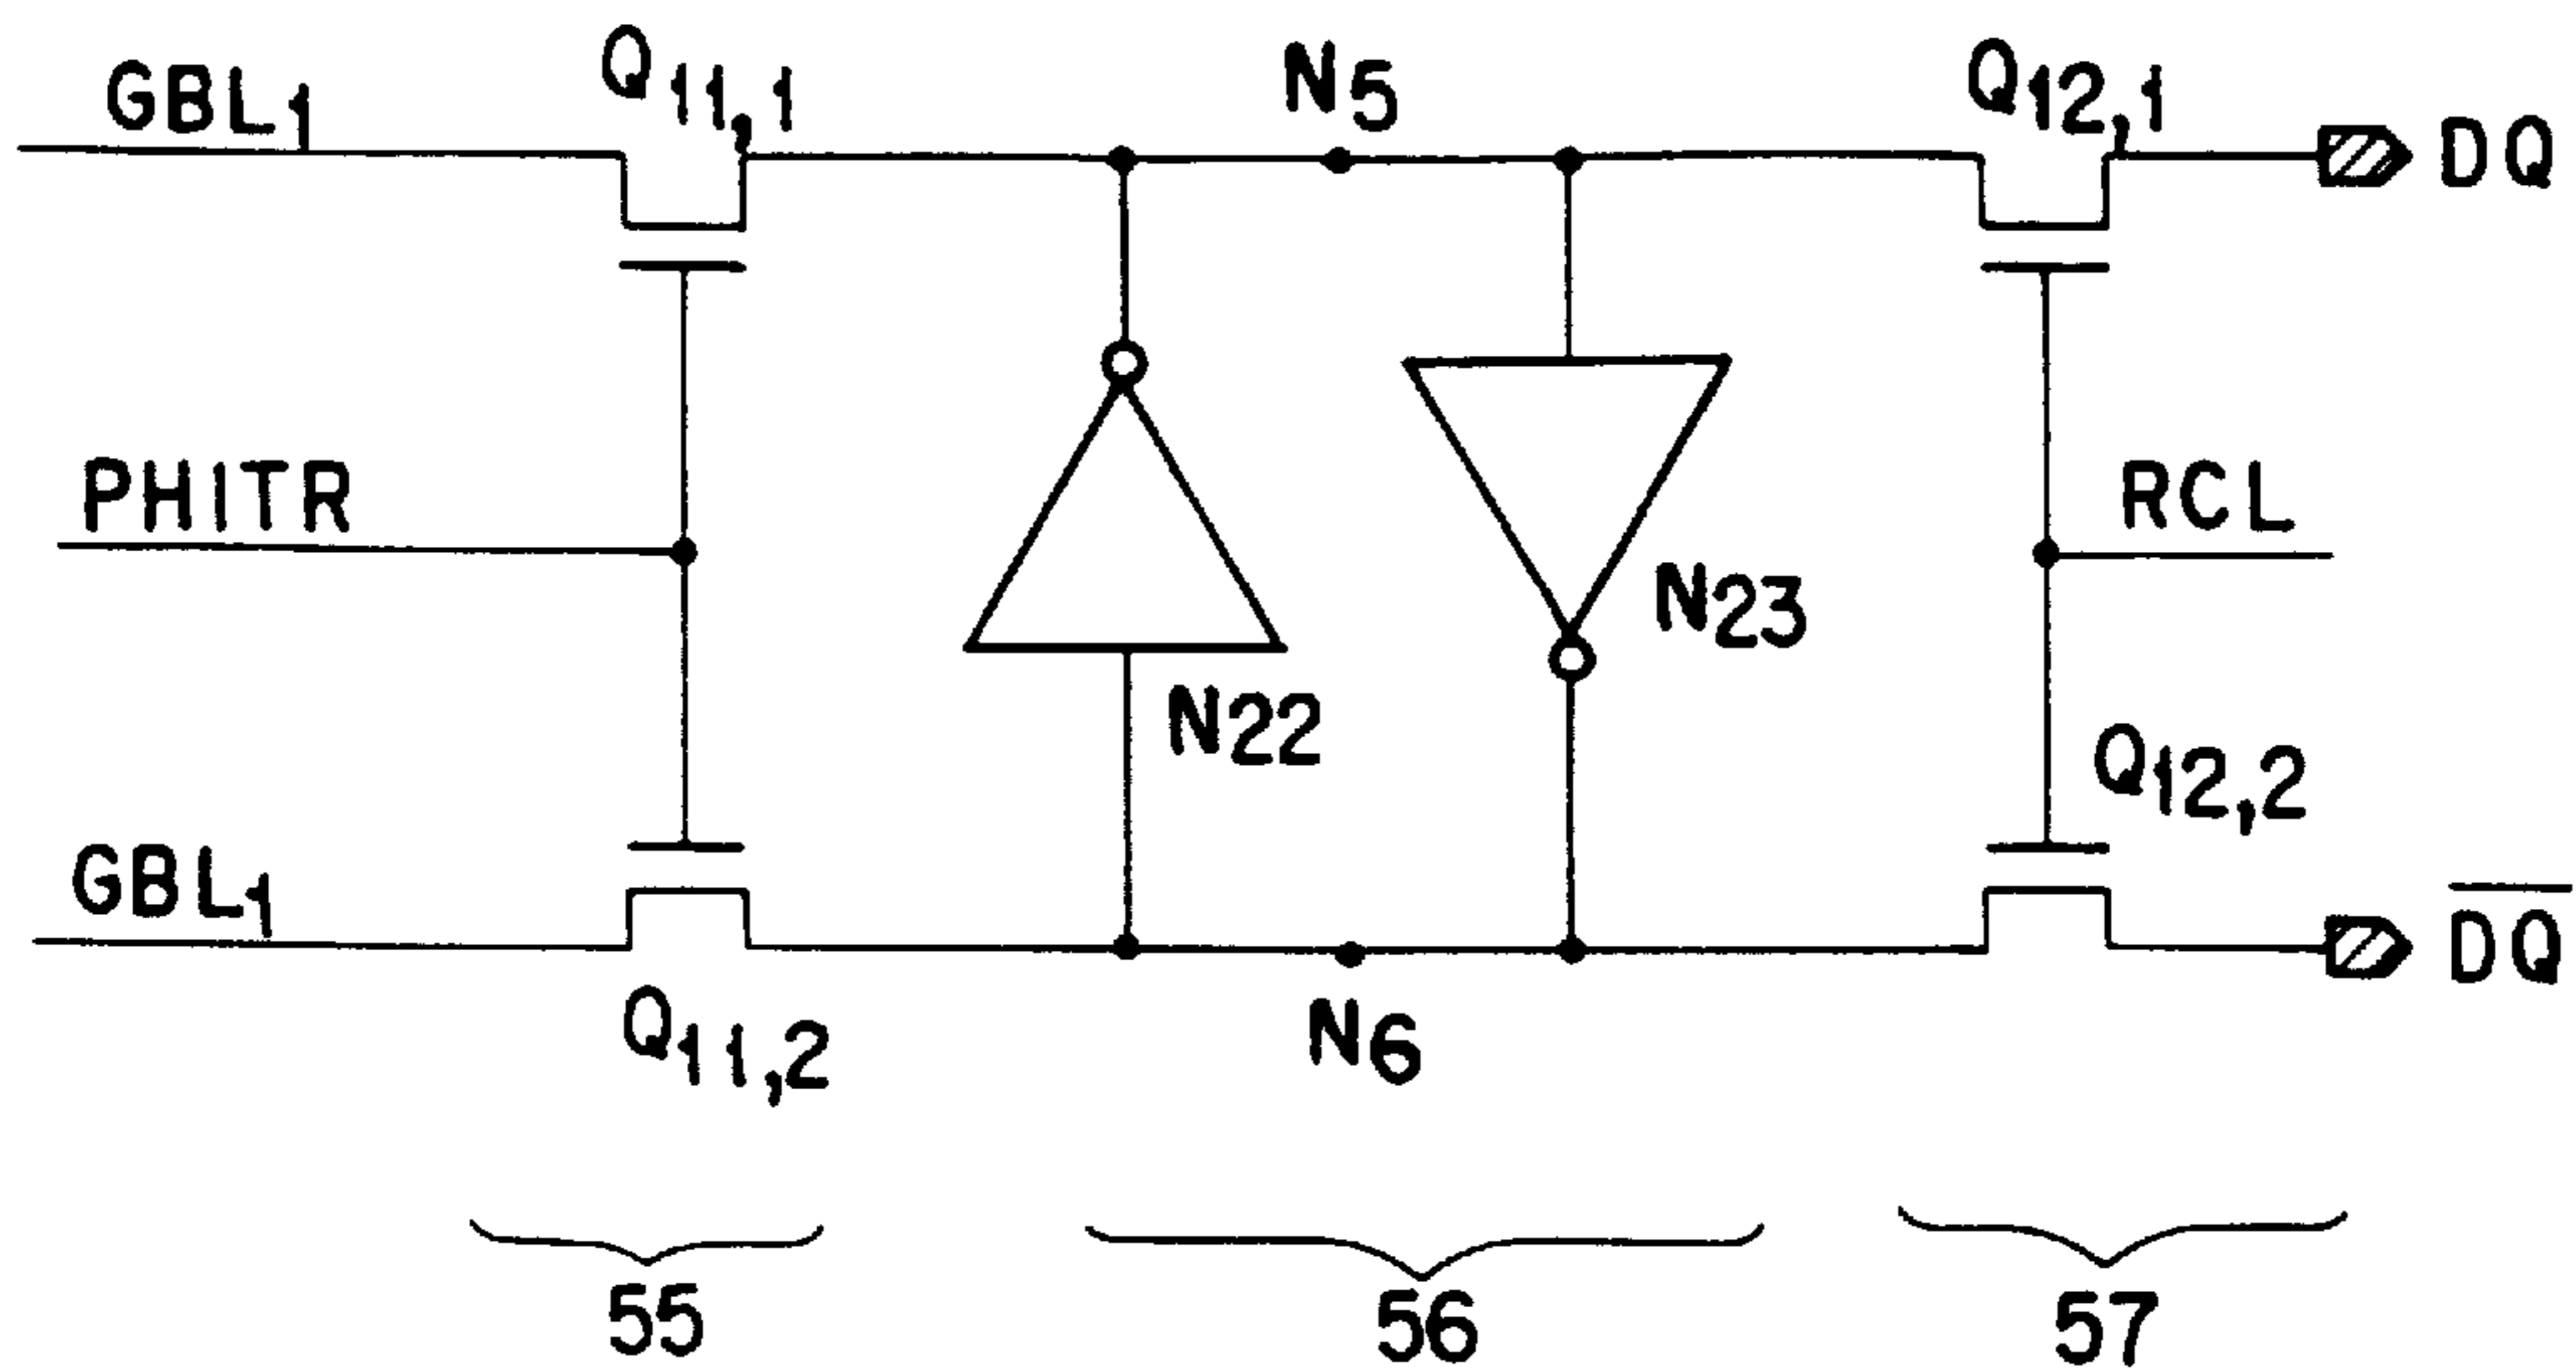 GBL1
Q11,1
N5
Q12,1
DQ
PHITR
N22
N23
RCL
GBL1
Q11,2
N6
Q12,2
D̅Q̅
55
56
57